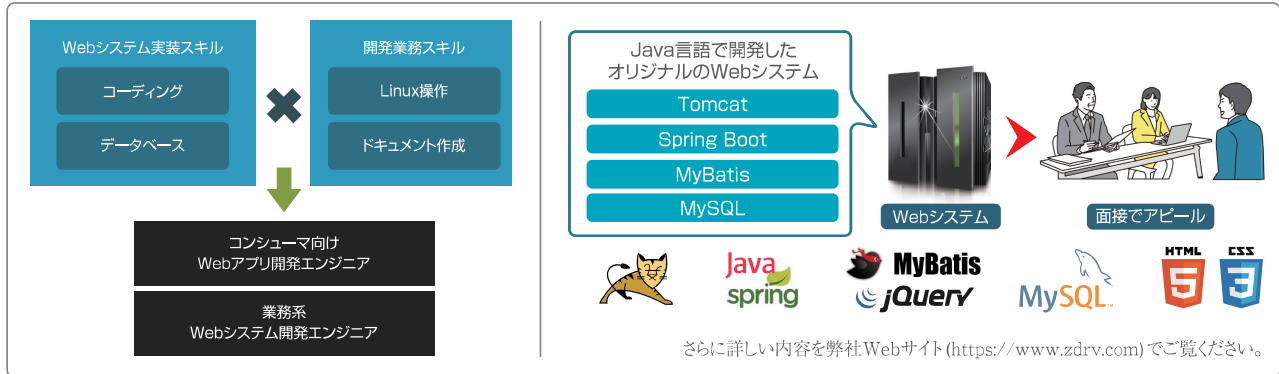 Webシステム実装スキル
コーディング
データベース
開発業務スキル
Linux操作
ドキュメント作成
コンシューマ向け
Webアプリ開発エンジニア
業務系
Webシステム開発エンジニア
Java言語で開発した
オリジナルのWebシステム
Tomcat
Spring Boot
MyBatis
MySQL
Webシステム
面接でアピール
Java
spring
MyBatis
jQuery
MySQL™
HTML
5
CSS
3
さらに詳しい内容を弊社Webサイト(https://www.zdrv.com)でご覧ください。